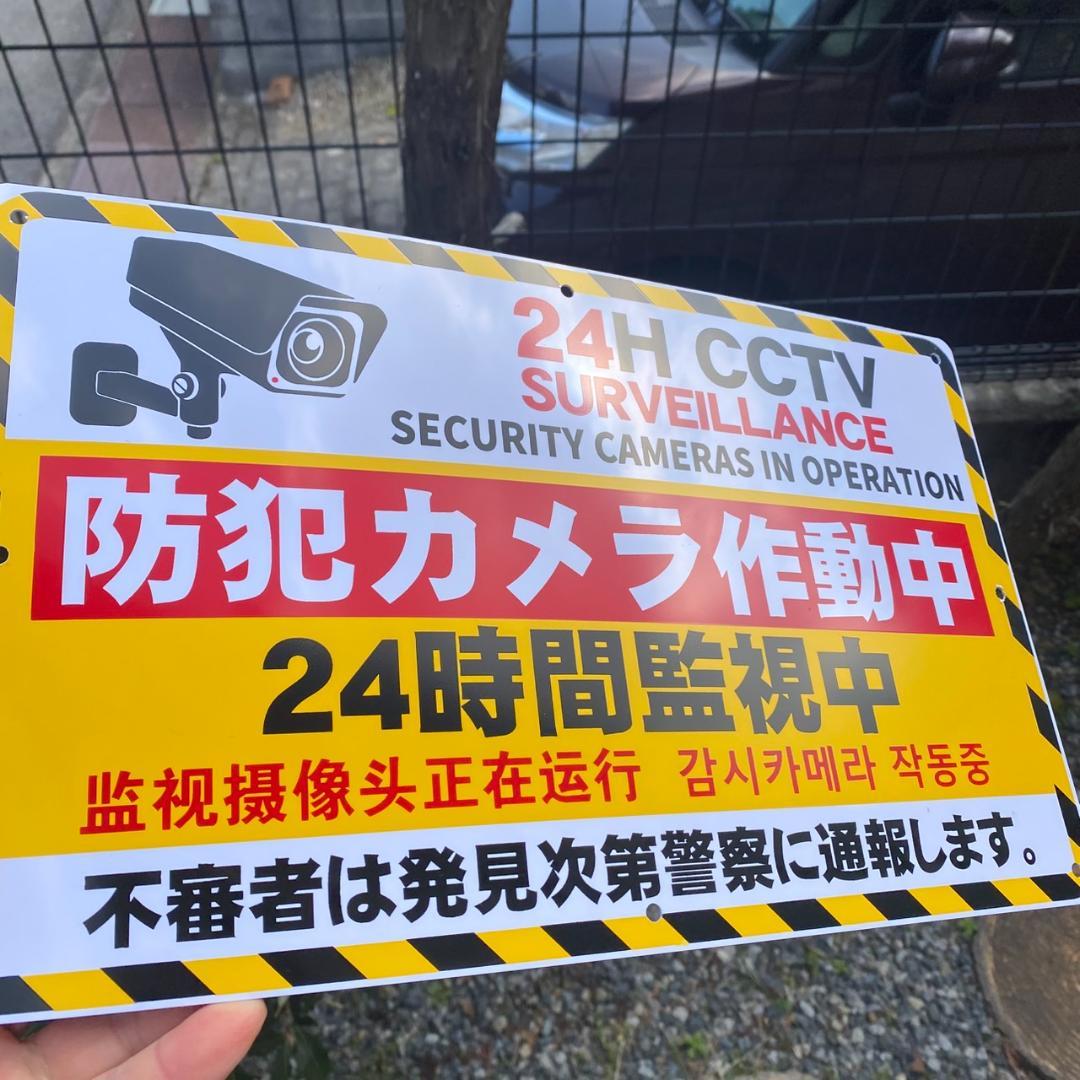 24H CCTV
SURVEILLANCE
SECURITY CAMERAS IN OPERATION
防犯カメラ作動中
24時間監視中
监视摄像头正在运行 감시카메라 작동중
不審者は発見次第警察に通報します。